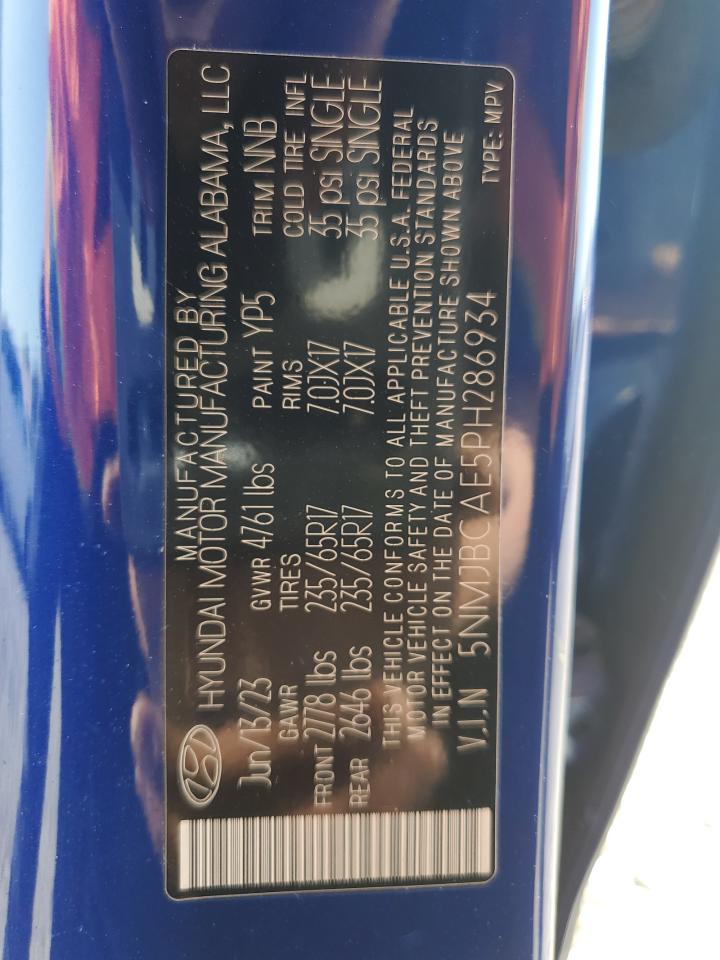 MANUFACTURED BY
HYUNDAI MOTOR MANUFACTURING ALABAMA, LLC
Jun/13/23 GVWR 4761 lbs PAINT YP5 TRIM NNB
GAWR TIRES RIMS COLD TIRE INFL
FRONT 2778 lbs 235/65R17 7.0JX17 35 psi SINGLE
REAR 2646 lbs 235/65R17 7.0JX17 35 psi SINGLE
THIS VEHICLE CONFORMS TO ALL APPLICABLE U.S.A. FEDERAL
MOTOR VEHICLE SAFETY AND THEFT PREVENTION STANDARDS
IN EFFECT ON THE DATE OF MANUFACTURE SHOWN ABOVE
V.I.N 5NMJBCAE5PH286934 TYPE: MPV